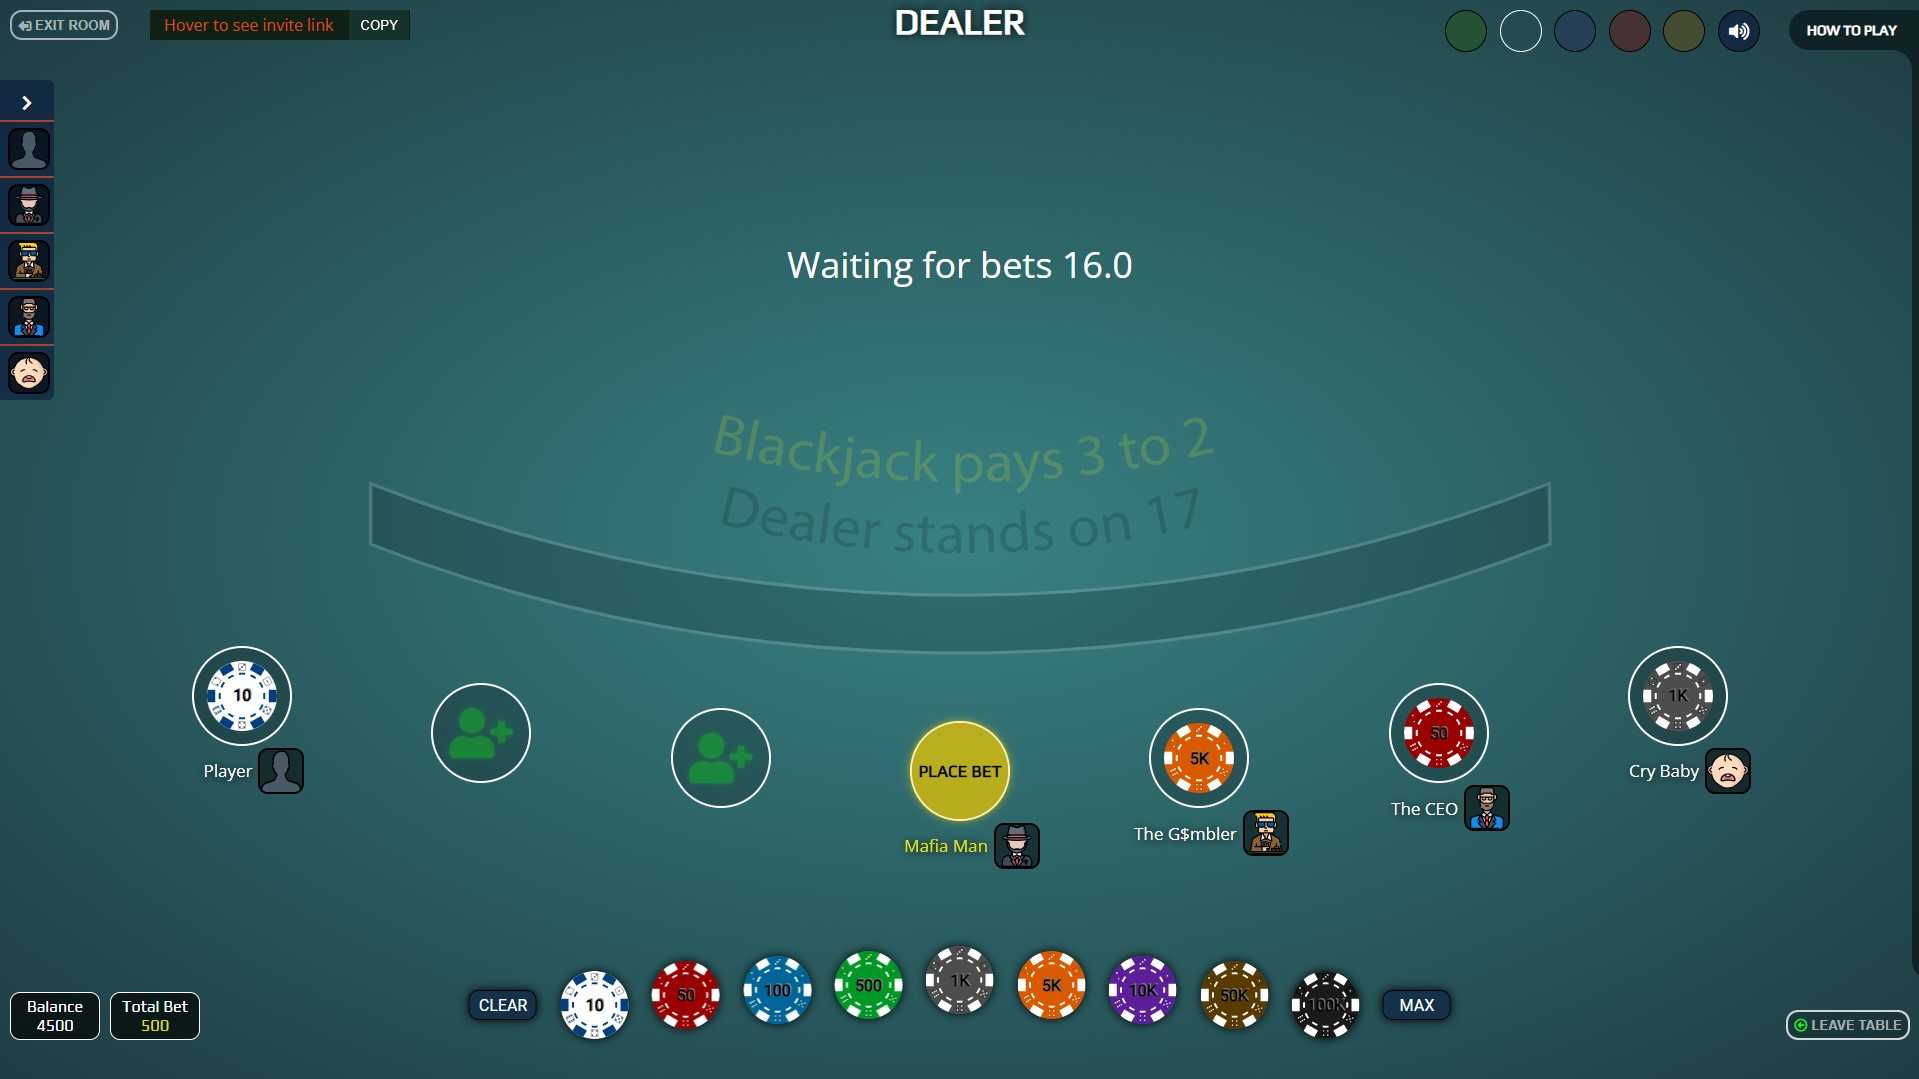 EXIT ROOM
Hover to see invite link
COPY
DEALER
HOW TO PLAY
Waiting for bets 16.0
Blackjack pays 3 to 2
Dealer stands on 17
10
Player
PLACE BET
Mafia Man
5K
The G$mbler
50
The CEO
1K
Cry Baby
Balance
4500
Total Bet
500
CLEAR
10
50
100
500
1K
5K
10K
50K
100K
MAX
LEAVE TABLE